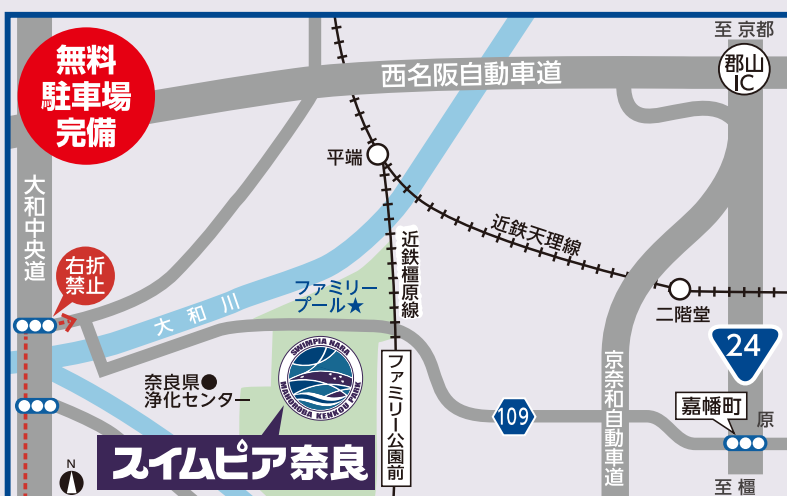 無料
駐車場
完備
至 京都
西名阪自動車道
郡山
IC
平端
大和中央道
近鉄天理線
近鉄橿原線
右折
禁止
ファミリー
プール★
大和川
二階堂
SWIMPIA NARA
MAHOROBA KENKOU PARK
24
京奈和自動車道
ファミリー公園前
奈良県
浄化センター
109
嘉幡町
原
スイムピア奈良
N
至 橿